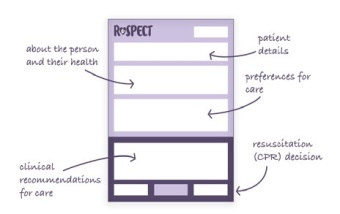 ReSPECT
patient
details
about the person
and their health
preferences for
care
resuscitation
(CPR) decision
clinical
recommendations
for care